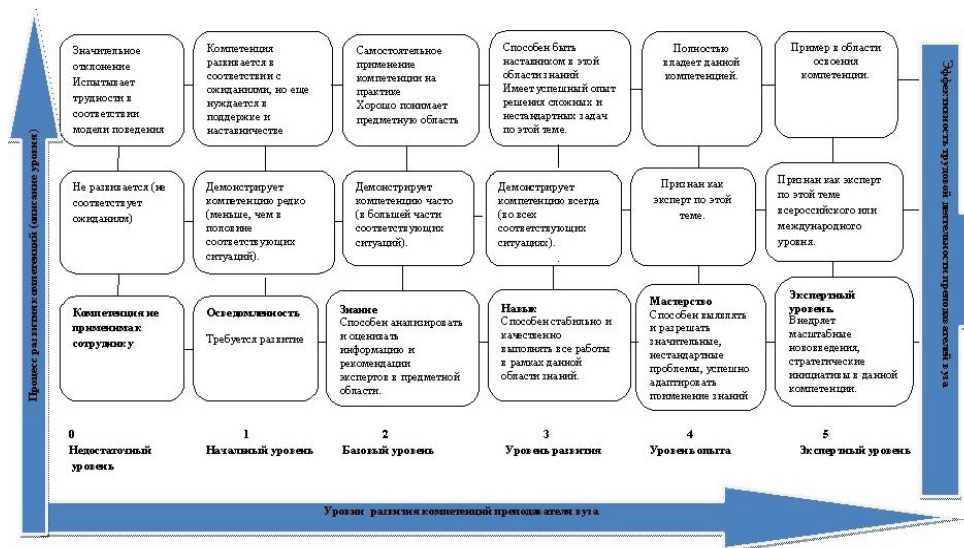 Значительное
отклонение
Испытывает
трудности в
соответствии
модели поведения
Компетенция
развивается в
соответствии с
ожиданиями, но еще
нуждается в
поддержке и
наставничестве
Самостоятельное
применение
компетенции на
практике
Хорошо понимает
предметную область
Способен быть
наставником в этой
области знаний
Имеет успешный опыт
решения сложных и
нестандартных задач
по этой теме.
Полностью
владеет данной
компетенцией.
Пример в области
освоения
компетенции.
Не развивается (не
соответствует
ожиданиям)
Демонстрирует
компетенцию редко
(меньше, чем в
половине
соответствующих
ситуаций).
Демонстрирует
компетенцию часто
(в большей части
соответствующих
ситуаций).
Демонстрирует
компетенцию всегда
(во всех
соответствующих
ситуациях).
Признан как
эксперт по этой
теме.
Признан как эксперт
по этой теме
всероссийского или
международного
уровня.
Компетенция не
применима к
сотруднику
Осведомленность
Требуется развитие
Знание
Способен анализировать
и оценивать
информацию и
рекомендации
экспертов в предметной
области.
Навык
Способен стабильно и
качественно
выполнять все работы
в рамках данной
области знаний.
Мастерство
Способен выявлять
и разрешать
значительные,
нестандартные
проблемы, успешно
адаптировать
применение знаний
Экспертный
уровень.
Внедряет
масштабные
нововведения,
стратегические
инициативы в данной
компетенции.
0
Недостаточный
уровень
1
Начальный уровень
2
Базовый уровень
3
Уровень развития
4
Уровень опыта
5
Экспертный уровень
Процесс развития компетенций (описание уровня)
Эффективность трудовой деятельности преподавателей вуза
Уровни развития компетенций преподавателя вуза